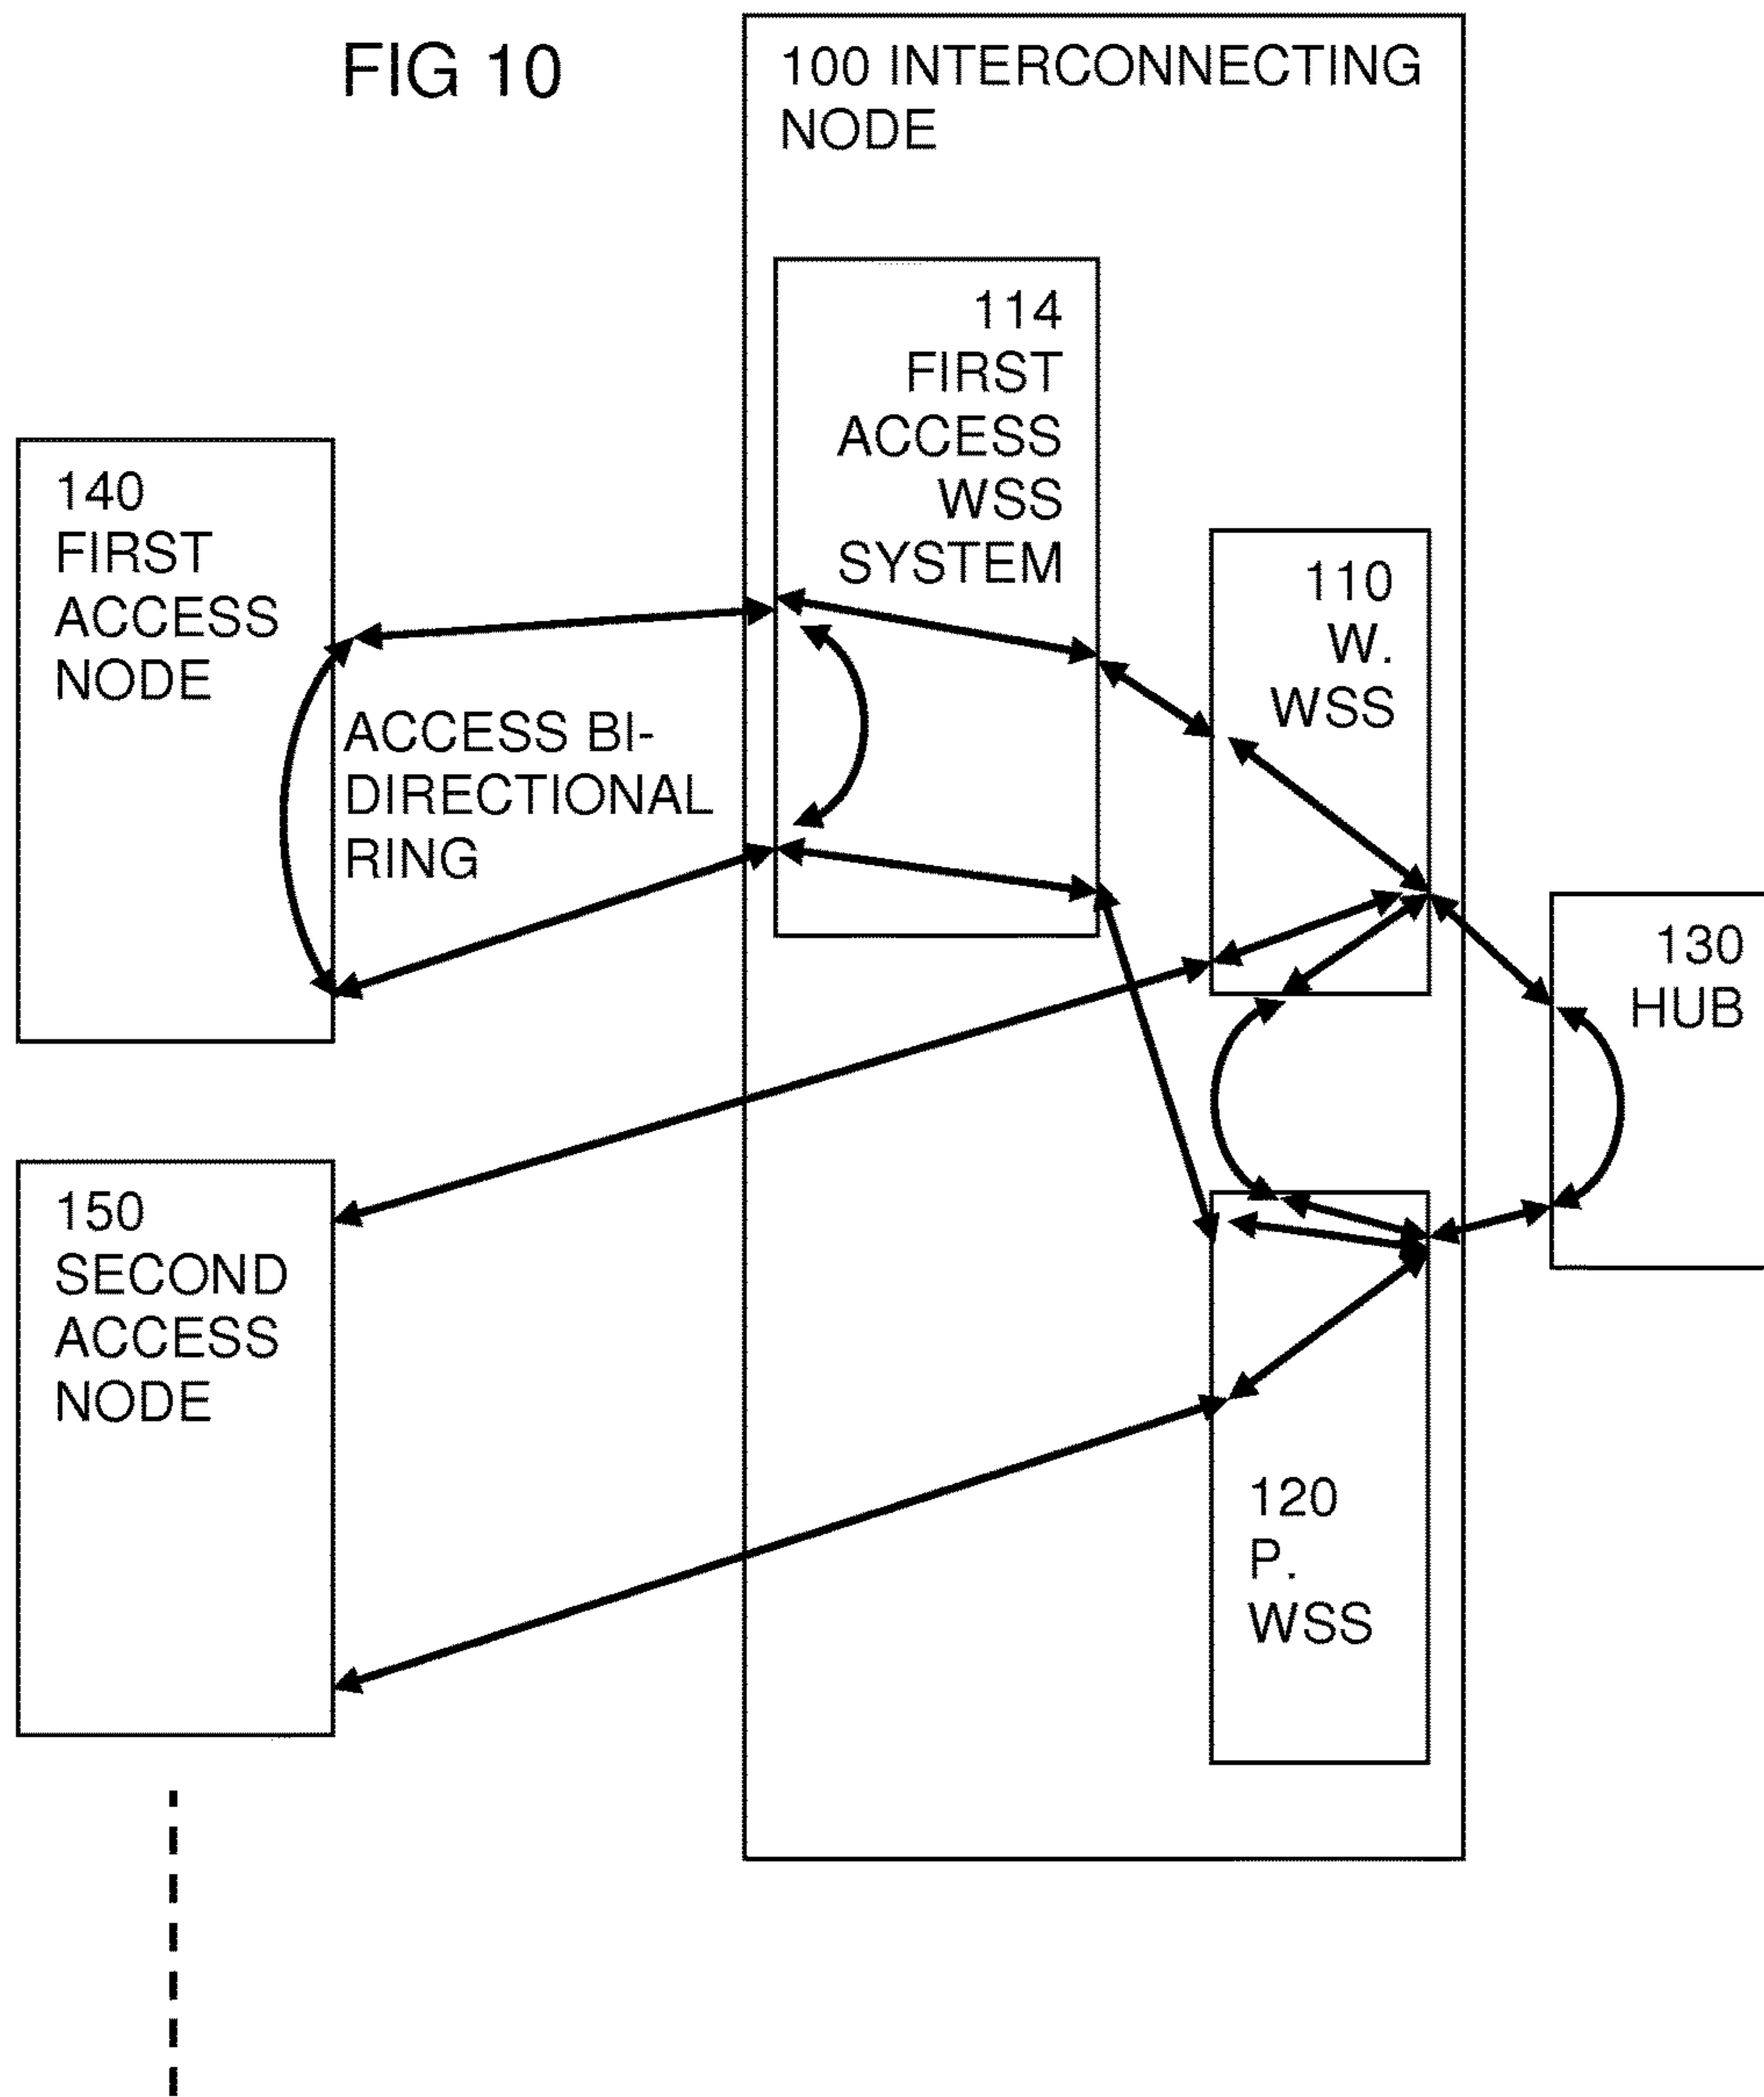 FIG 10
100 INTERCONNECTING
NODE
114
FIRST
ACCESS
WSS
SYSTEM
140
FIRST
ACCESS
NODE
110
W.
WSS
ACCESS BI-
DIRECTIONAL
RING
130
HUB
150
SECOND
ACCESS
NODE
120
P.
WSS